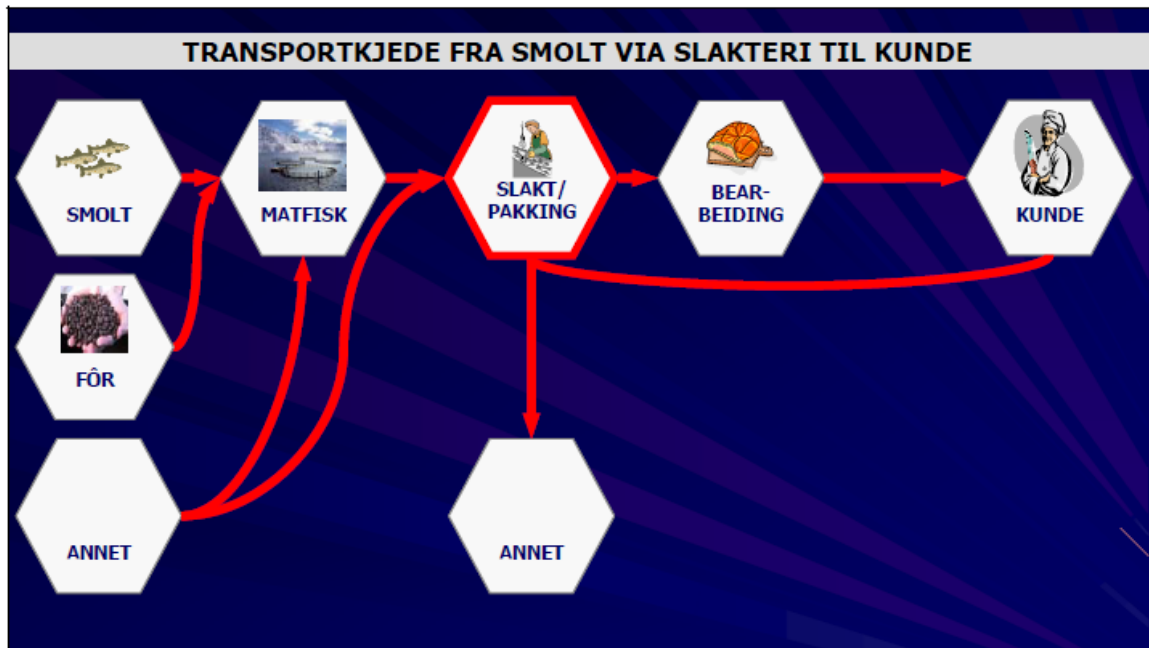 TRANSPORTKJEDE FRA SMOLT VIA SLAKTERI TIL KUNDE
SMOLT
MATFISK
SLAKT/
PAKKING
BEAR-
BEIDING
KUNDE
FÔR
ANNET
ANNET